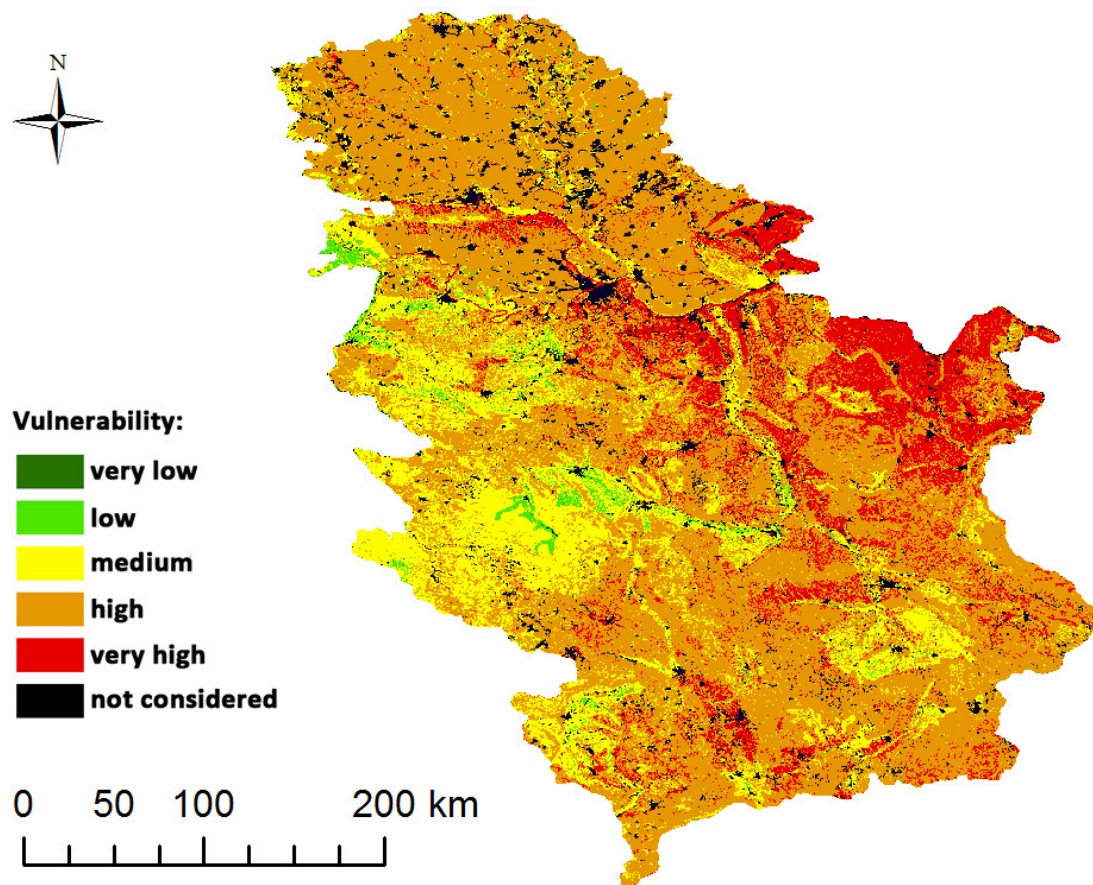 N
Vulnerability:
very low
low
medium
high
very high
not considered
0 50 100 200 km